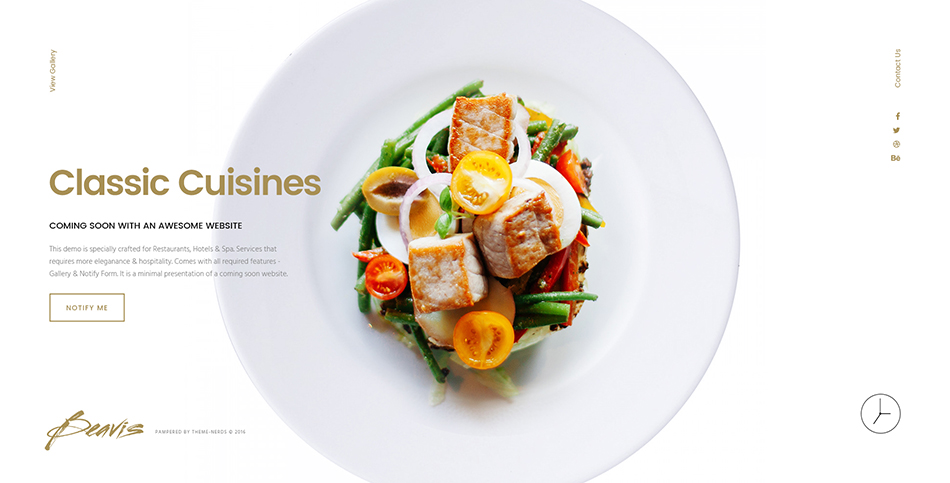 View Gallery
Contact Us
Classic Cuisines
COMING SOON WITH AN AWESOME WEBSITE
This demo is specially crafted for Restaurants, Hotels & Spa. Services that
requires more eleganance & hospitality. Comes with all required features -
Gallery & Notify Form. It is a minimal presentation of a coming soon website.
NOTIFY ME
Beavis
PAMPERED BY THEME-NERDS © 2016